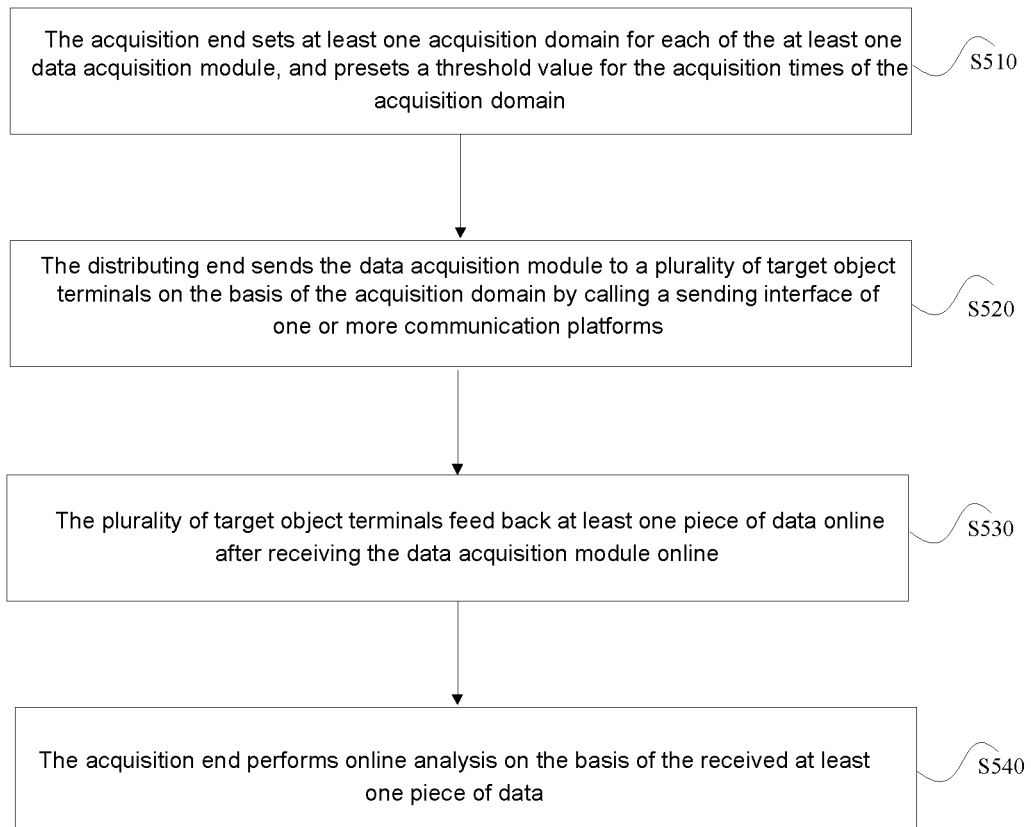 The acquisition end sets at least one acquisition domain for each of the at least one
data acquisition module, and presets a threshold value for the acquisition times of the
acquisition domain
S510
The distributing end sends the data acquisition module to a plurality of target object
terminals on the basis of the acquisition domain by calling a sending interface of
one or more communication platforms
S520
The plurality of target object terminals feed back at least one piece of data online
after receiving the data acquisition module online
S530
The acquisition end performs online analysis on the basis of the received at least
one piece of data
S540